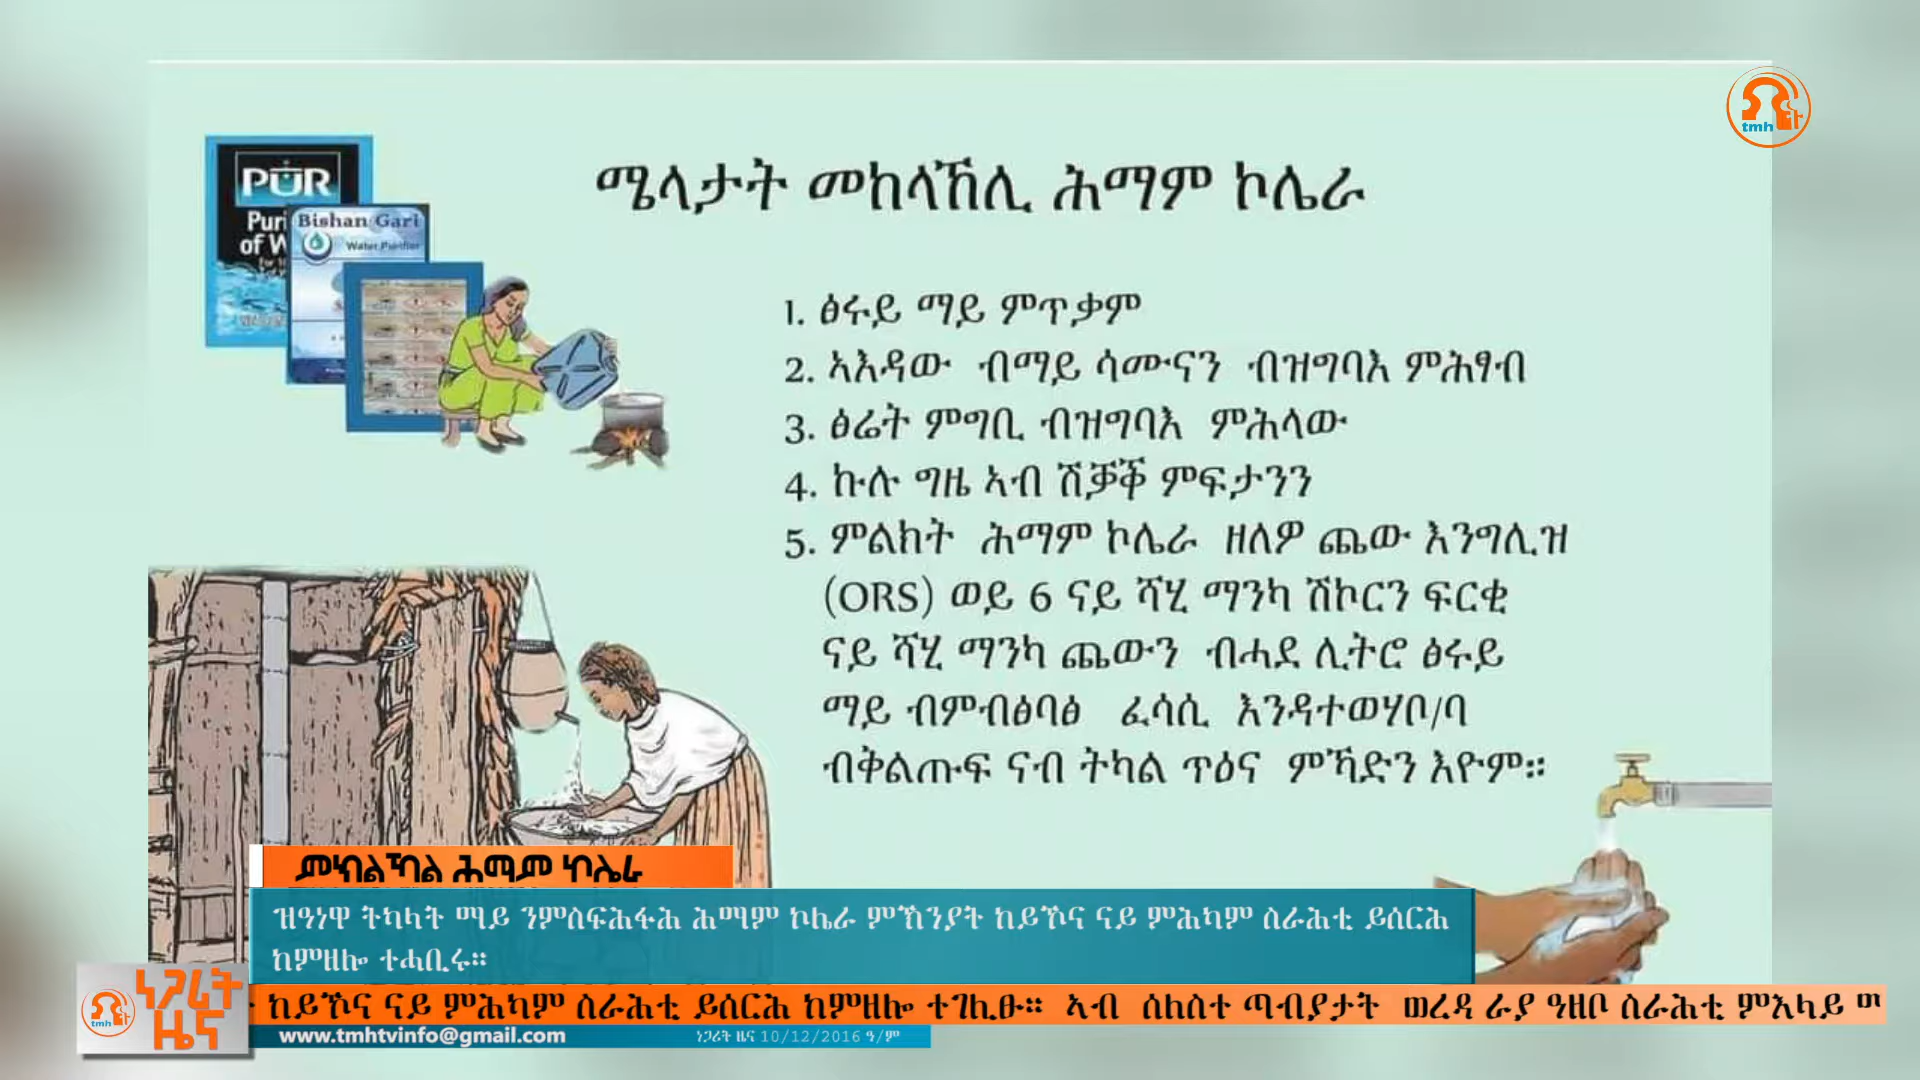 tmh
PUR
Bishan Gari
of W
Water Purifier
ሜላታት መከላኸሊ ሕማም ኮሌራ
1. ፅሩይ ማይ ምጥቃም
2. ኣእዳው ብማይ ሳሙናን ብዝግባእ ምሕፃብ
3. ፅሬት ምግቢ ብዝግባእ ምሕላው
4. ኩሉ ግዜ ኣብ ሽቓቕ ምፍታንን
5. ምልክት ሕማም ኮሌራ ዘለዎ ጨው እንግሊዝ
(ORS) ወይ 6 ናይ ሻሂ ማንካ ሽኮርን ፍርቂ
ናይ ሻሂ ማንካ ጨውን ብሓደ ሊትሮ ፅሩይ
ማይ ብምብፅባፅ ፈሳሲ እንዳተወሃቦ/ባ
ብቅልጡፍ ናብ ትካል ጥዕና ምኻድን እዮም።
ምክልኻል ሕማም ኮሌራ
ዝዓነዋ ትካላት ማይ ንምስፍሕፋሕ ሕማም ኮሌራ ምኽንያት ከይኾና ናይ ምሕካም ስራሕቲ ይሰርሕ
ከምዘሎ ተሓቢሩ።
ነጋሪት
ዜና
tmh
ከይኾና ናይ ምሕካም ስራሕቲ ይሰርሕ ከምዘሎ ተገሊፁ። ኣብ ሰለስተ ጣብያታት ወረዳ ራያ ዓዘቦ ስራሕቲ ምእላይ
www.tmhtvinfo@gmail.com
ነጋሪት ዜና 10/12/2016 ዓ/ም